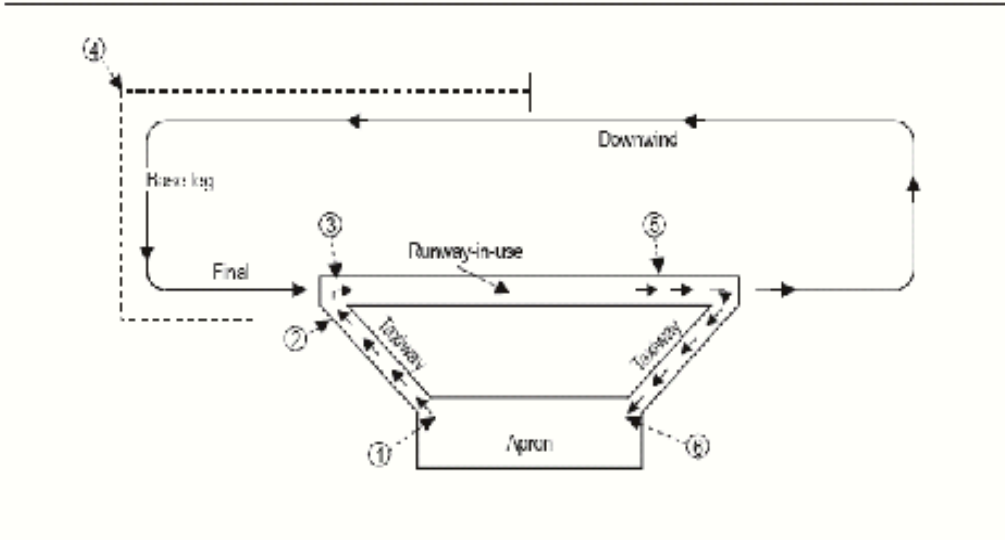 ④
Downwind
Base leg
③
⑤
Runway-in-use
Final
②
Taxiway
Taxiway
①
Apron
⑥